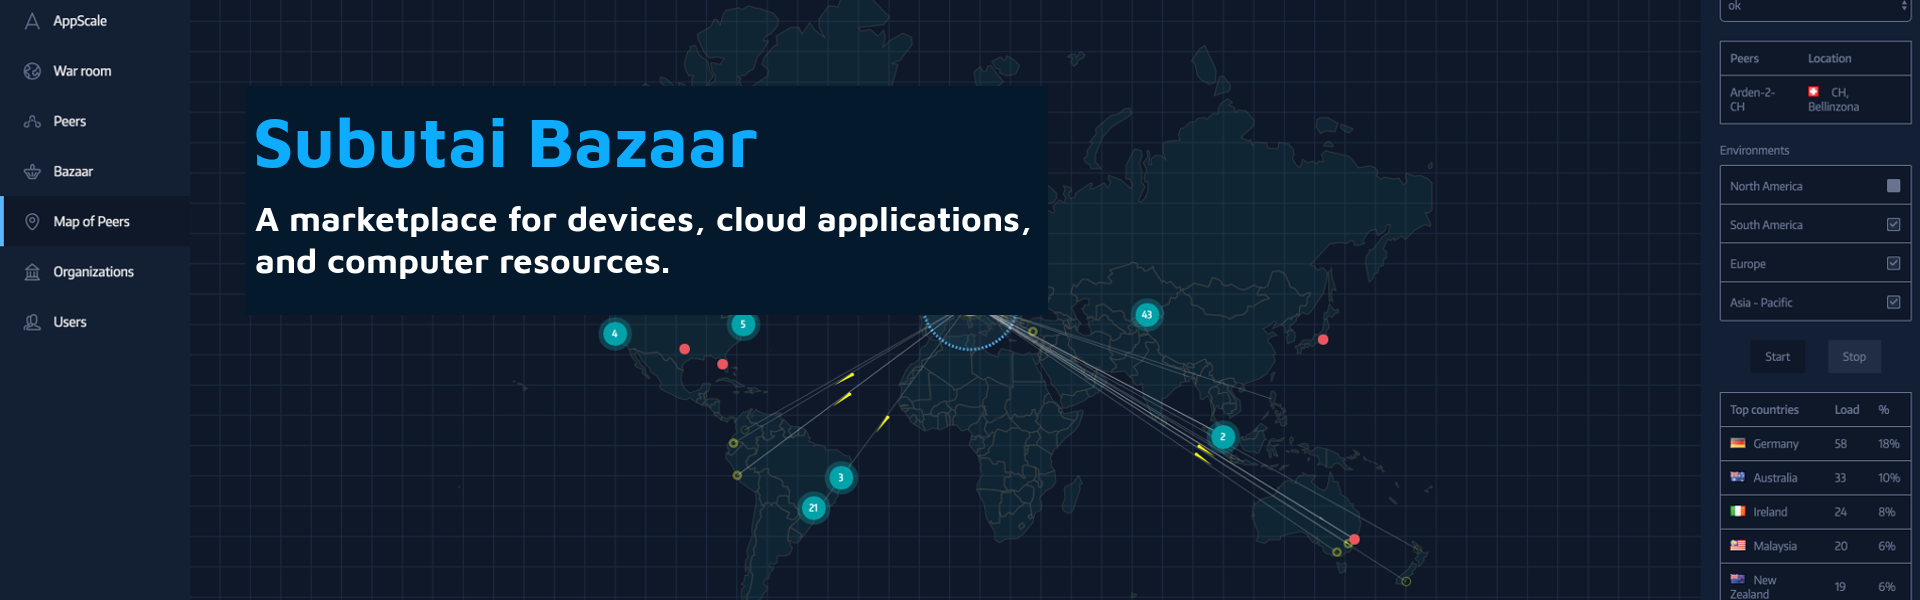 AppScale
War room
Peers
Bazaar
Map of Peers
Organizations
Users
Subutai Bazaar
A marketplace for devices, cloud applications,
and computer resources.
4
5
43
2
3
21
ok
Peers Location
Arden-2-
CH
CH,
Bellinzona
Environments
North America
South America
Europe
Asia - Pacific
Start Stop
Top countries Load %
Germany 58 18%
Australia 33 10%
Ireland 24 8%
Malaysia 20 6%
New
Zealand 19 6%